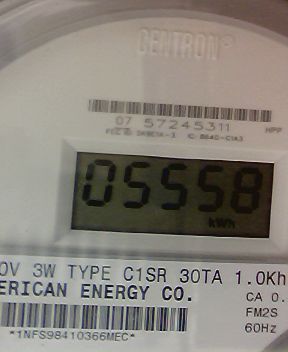 CENTRON®
07 57245311
HPP
05558
kWh
0V 3W TYPE C1SR 30TA 1.0Kh
ERICAN ENERGY CO.
CA 0.
FM2S
60Hz
*1NFS98410366MEC*